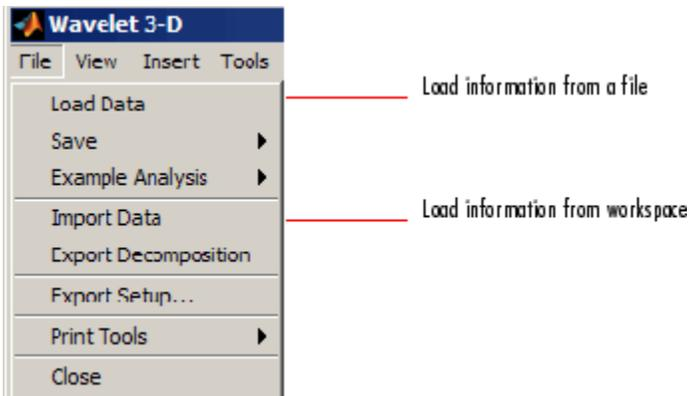 Wavelet 3-D
File View Insert Tools
Load Data
Load information from a file
Save
Example Analysis
Import Data
Load information from workspace
Export Decomposition
Export Setup...
Print Tools
Close